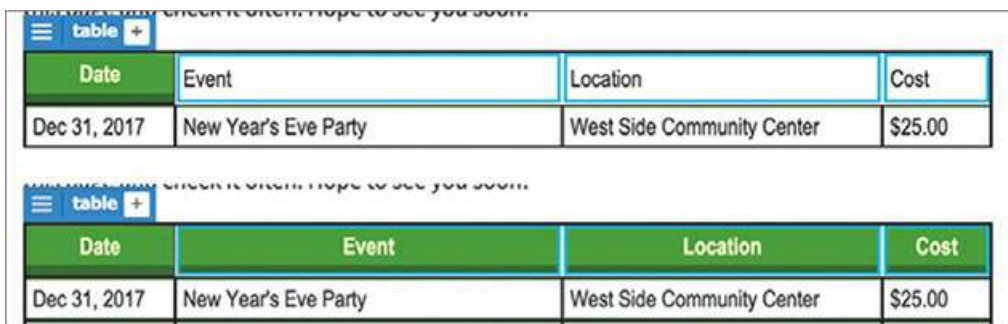 check it often. Hope to see you soon.
table +
Date Event Location Cost
Dec 31, 2017 New Year's Eve Party West Side Community Center $25.00
check it often. Hope to see you soon.
table +
Date Event Location Cost
Dec 31, 2017 New Year's Eve Party West Side Community Center $25.00